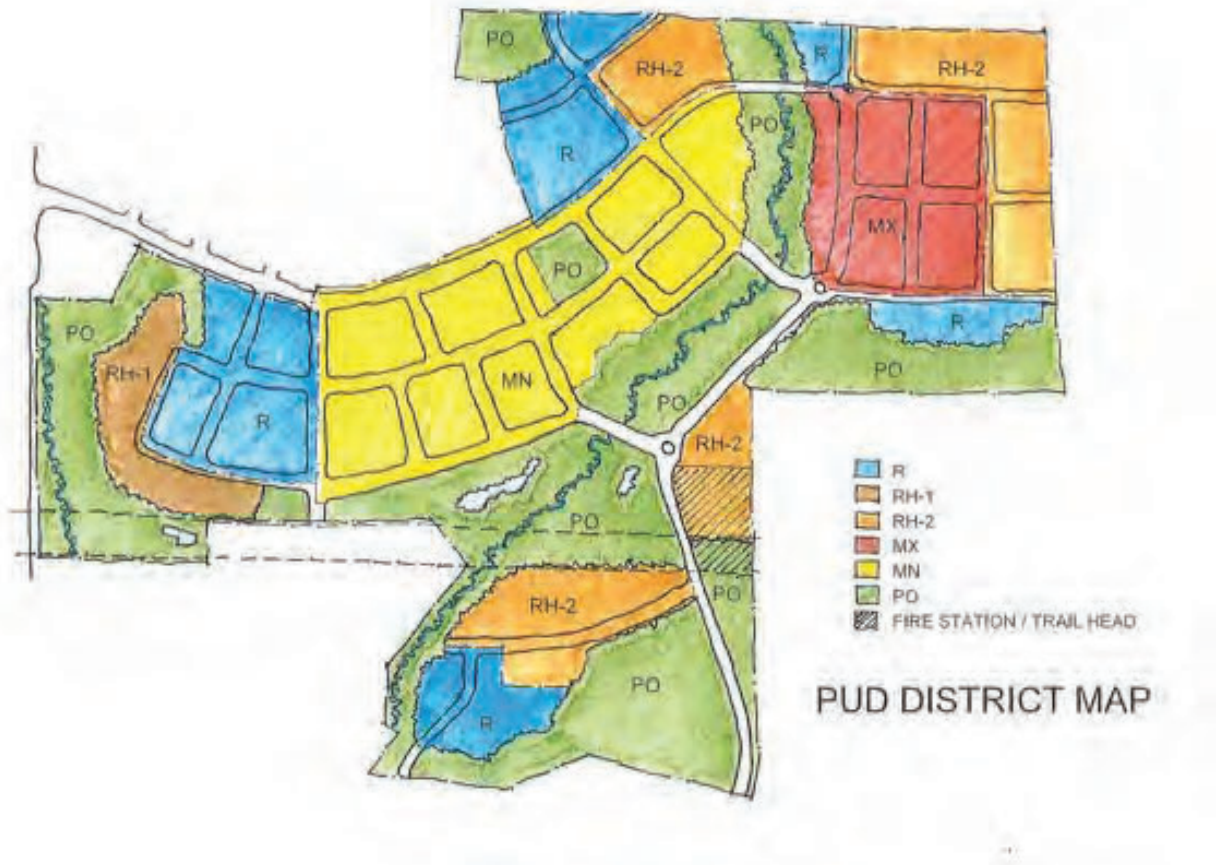 PO
RH-2
R
RH-2
PO
R
MX
PO
PO
RH-1
R
MN
R
PO
PO
RH-2
PO
RH-2
PO
PO
R
R
RH-1
RH-2
MX
MN
PO
FIRE STATION / TRAIL HEAD
PUD DISTRICT MAP